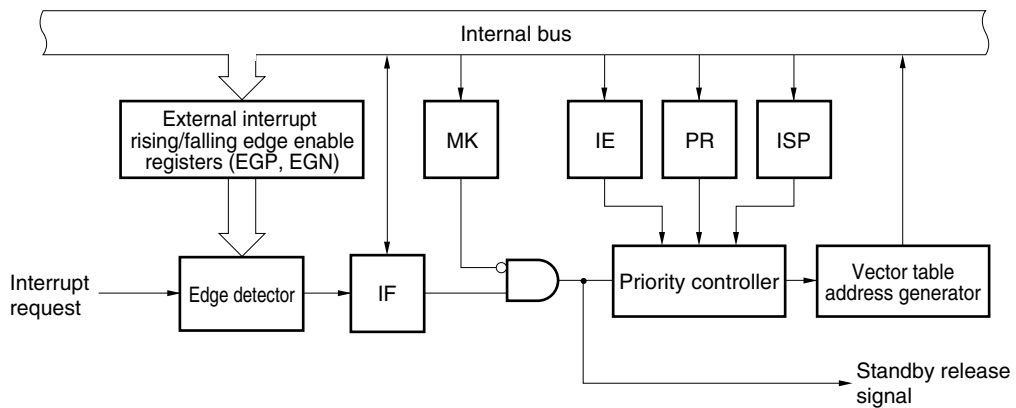 Internal bus
External interrupt
rising/falling edge enable
registers (EGP, EGN)
MK
IE
PR
ISP
Interrupt
request
Edge detector
IF
Priority controller
Vector table
address generator
Standby release
signal